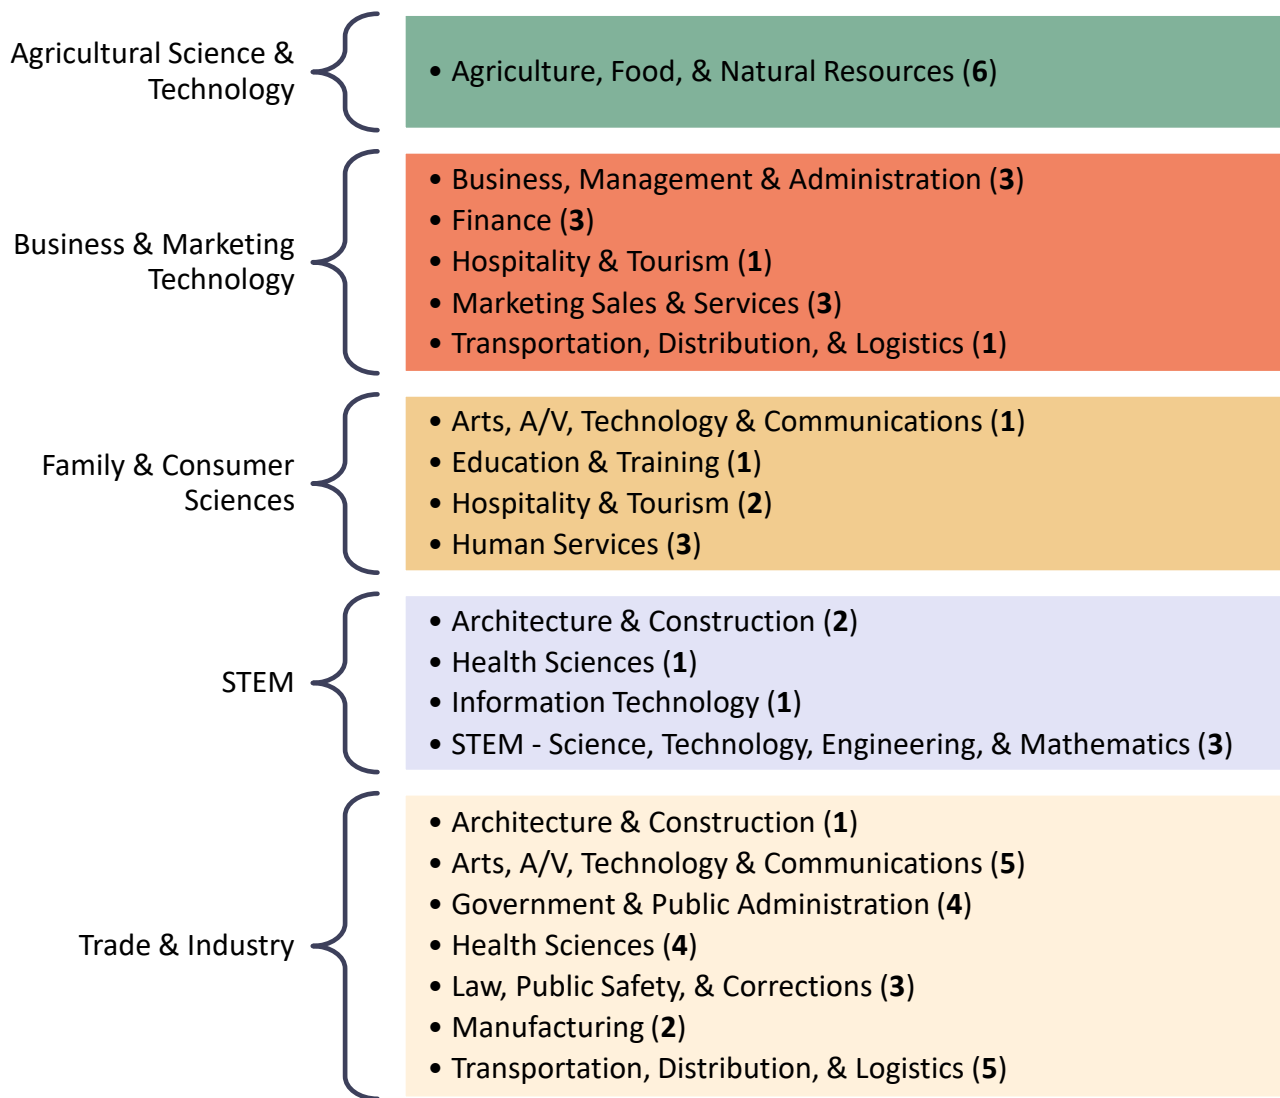 Agricultural Science &
Technology
• Agriculture, Food, & Natural Resources (6)
Business & Marketing
Technology
• Business, Management & Administration (3)
• Finance (3)
• Hospitality & Tourism (1)
• Marketing Sales & Services (3)
• Transportation, Distribution, & Logistics (1)
Family & Consumer
Sciences
• Arts, A/V, Technology & Communications (1)
• Education & Training (1)
• Hospitality & Tourism (2)
• Human Services (3)
STEM
• Architecture & Construction (2)
• Health Sciences (1)
• Information Technology (1)
• STEM - Science, Technology, Engineering, & Mathematics (3)
Trade & Industry
• Architecture & Construction (1)
• Arts, A/V, Technology & Communications (5)
• Government & Public Administration (4)
• Health Sciences (4)
• Law, Public Safety, & Corrections (3)
• Manufacturing (2)
• Transportation, Distribution, & Logistics (5)